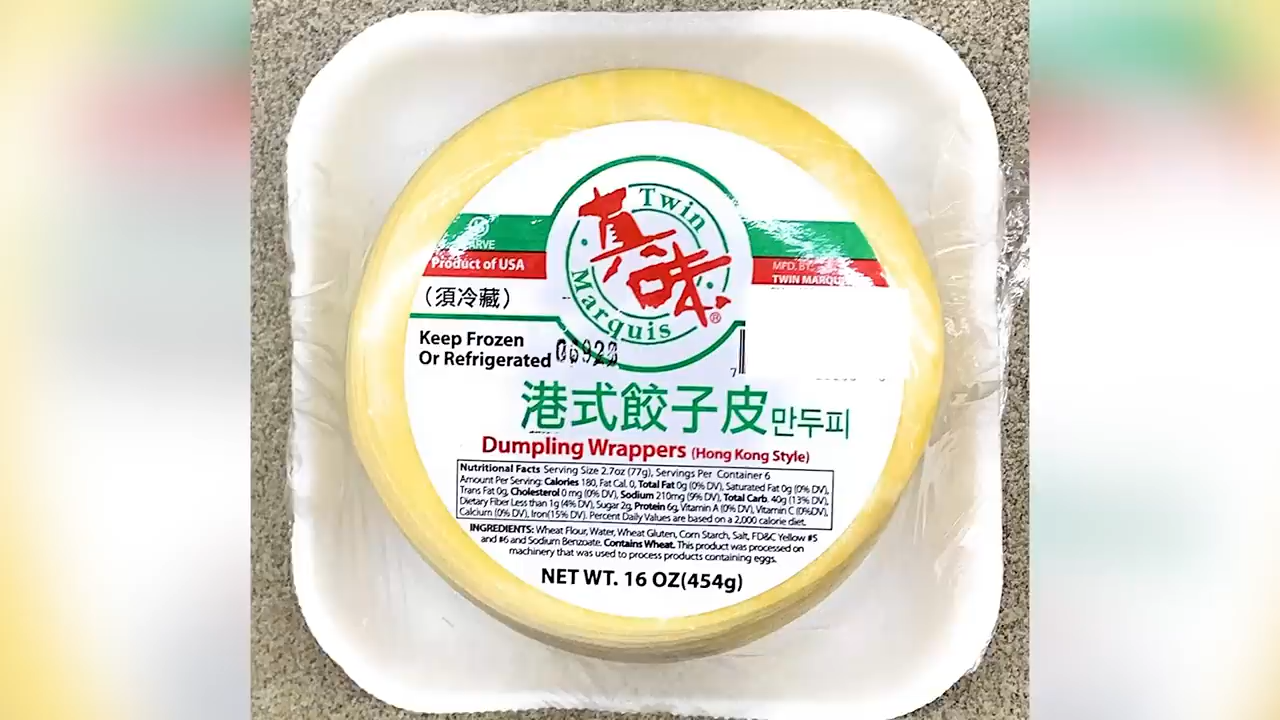 Twin
真味
Marquis
®
Product of USA
MFD. BY:
（須冷藏）
Keep Frozen
Or Refrigerated
7
港式餃子皮 만두피
Dumpling Wrappers (Hong Kong Style)
Nutritional Facts Serving Size 2.7oz (77g), Servings Per Container 6
Amount Per Serving: Calories 180, Fat Cal. 0, Total Fat 0g (0% DV), Saturated Fat 0g (0% DV),
Trans Fat 0g, Cholesterol 0 mg (0% DV), Sodium 210mg (9% DV), Total Carb. 40g (13% DV),
Dietary Fiber Less than 1g (4% DV), Sugar 2g, Protein 6g, Vitamin A (0% DV), Vitamin C (0%DV),
Calcium (0% DV), Iron(15% DV). Percent Daily Values are based on a 2,000 calorie diet.
INGREDIENTS: Wheat Flour, Water, Wheat Gluten, Corn Starch, Salt, FD&C Yellow #5
and #6 and Sodium Benzoate. Contains Wheat. This product was processed on
machinery that was used to process products containing eggs.
NET WT. 16 OZ(454g)